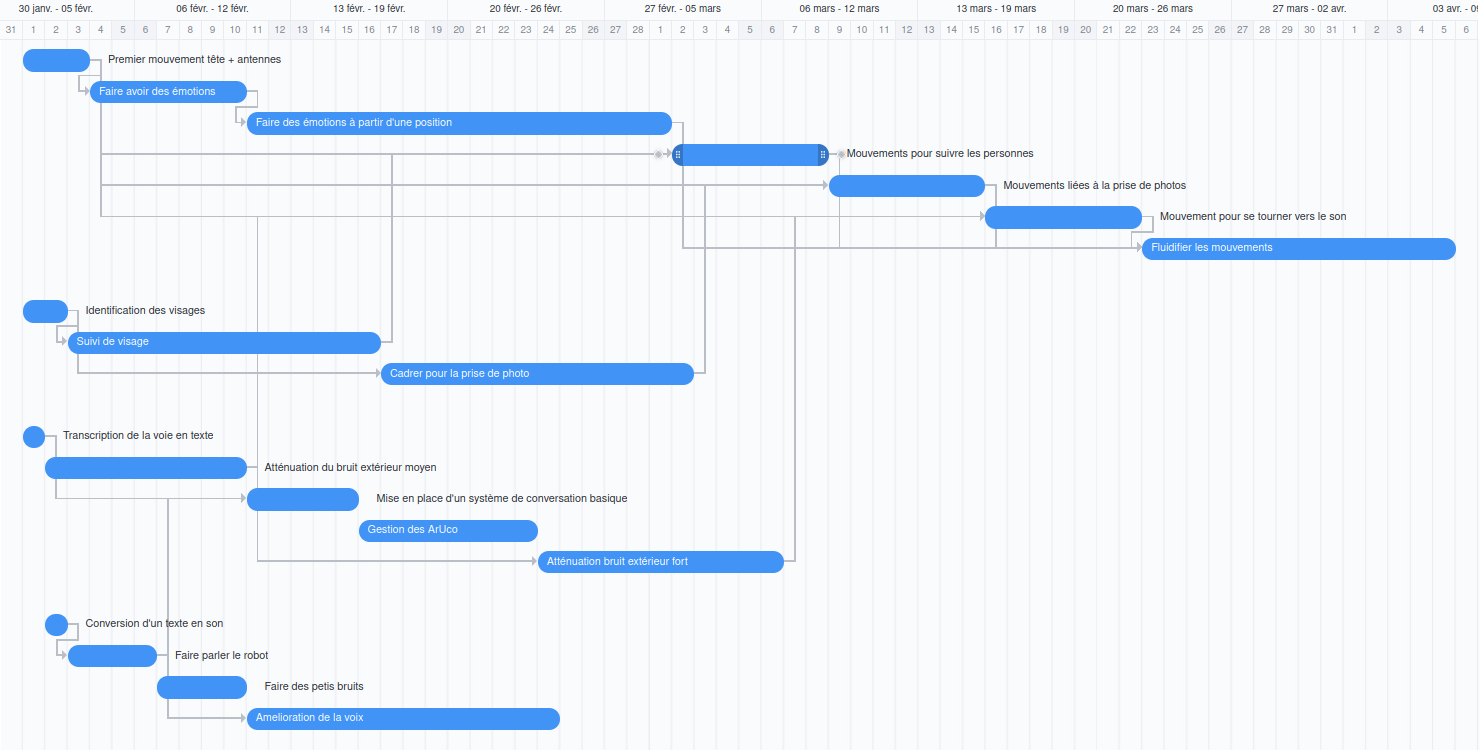 30 janv. - 05 févr. 06 févr. - 12 févr. 13 févr. - 19 févr. 20 févr. - 26 févr. 27 févr. - 05 mars 06 mars - 12 mars 13 mars - 19 mars 20 mars - 26 mars 27 mars - 02 avr. 03 avr. - 09
31 1 2 3 4 5 6 7 8 9 10 11 12 13 14 15 16 17 18 19 20 21 22 23 24 25 26 27 28 1 2 3 4 5 6 7 8 9 10 11 12 13 14 15 16 17 18 19 20 21 22 23 24 25 26 27 28 29 30 31 1 2 3 4 5 6
Premier mouvement tête + antennes
Faire avoir des émotions
Faire des émotions à partir d'une position
Mouvements pour suivre les personnes
Mouvements liées à la prise de photos
Mouvement pour se tourner vers le son
Fluidifier les mouvements
Identification des visages
Suivi de visage
Cadrer pour la prise de photo
Transcription de la voie en texte
Atténuation du bruit extérieur moyen
Mise en place d'un système de conversation basique
Gestion des ArUco
Atténuation bruit extérieur fort
Conversion d'un texte en son
Faire parler le robot
Faire des petis bruits
Amelioration de la voix